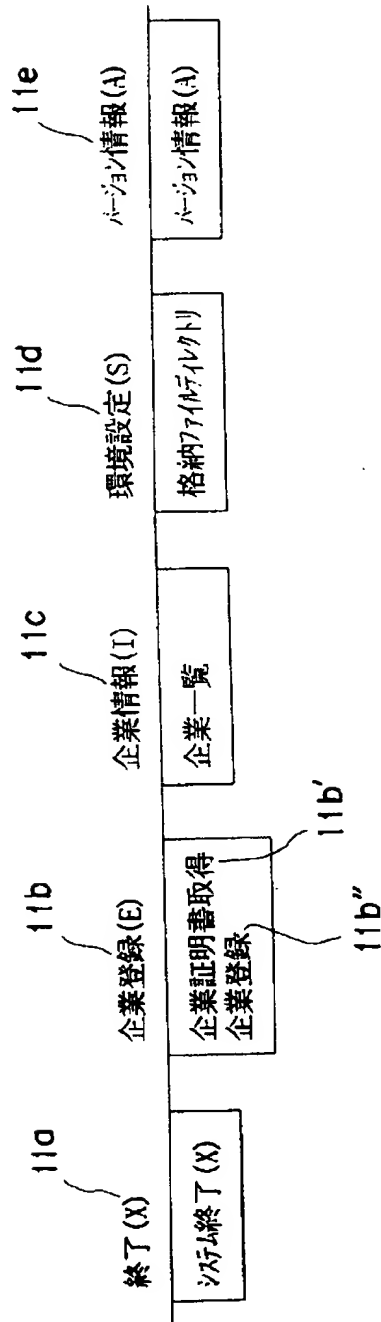 11a 11b 11c 11d 11e
終了(X) 企業登録(E) 企業情報(I) 環境設定(S) バージョン情報(A)
システム終了(X) 企業証明書取得 企業一覧 格納ファイルディレクトリ バージョン情報(A)
企業登録
11b'
11b"